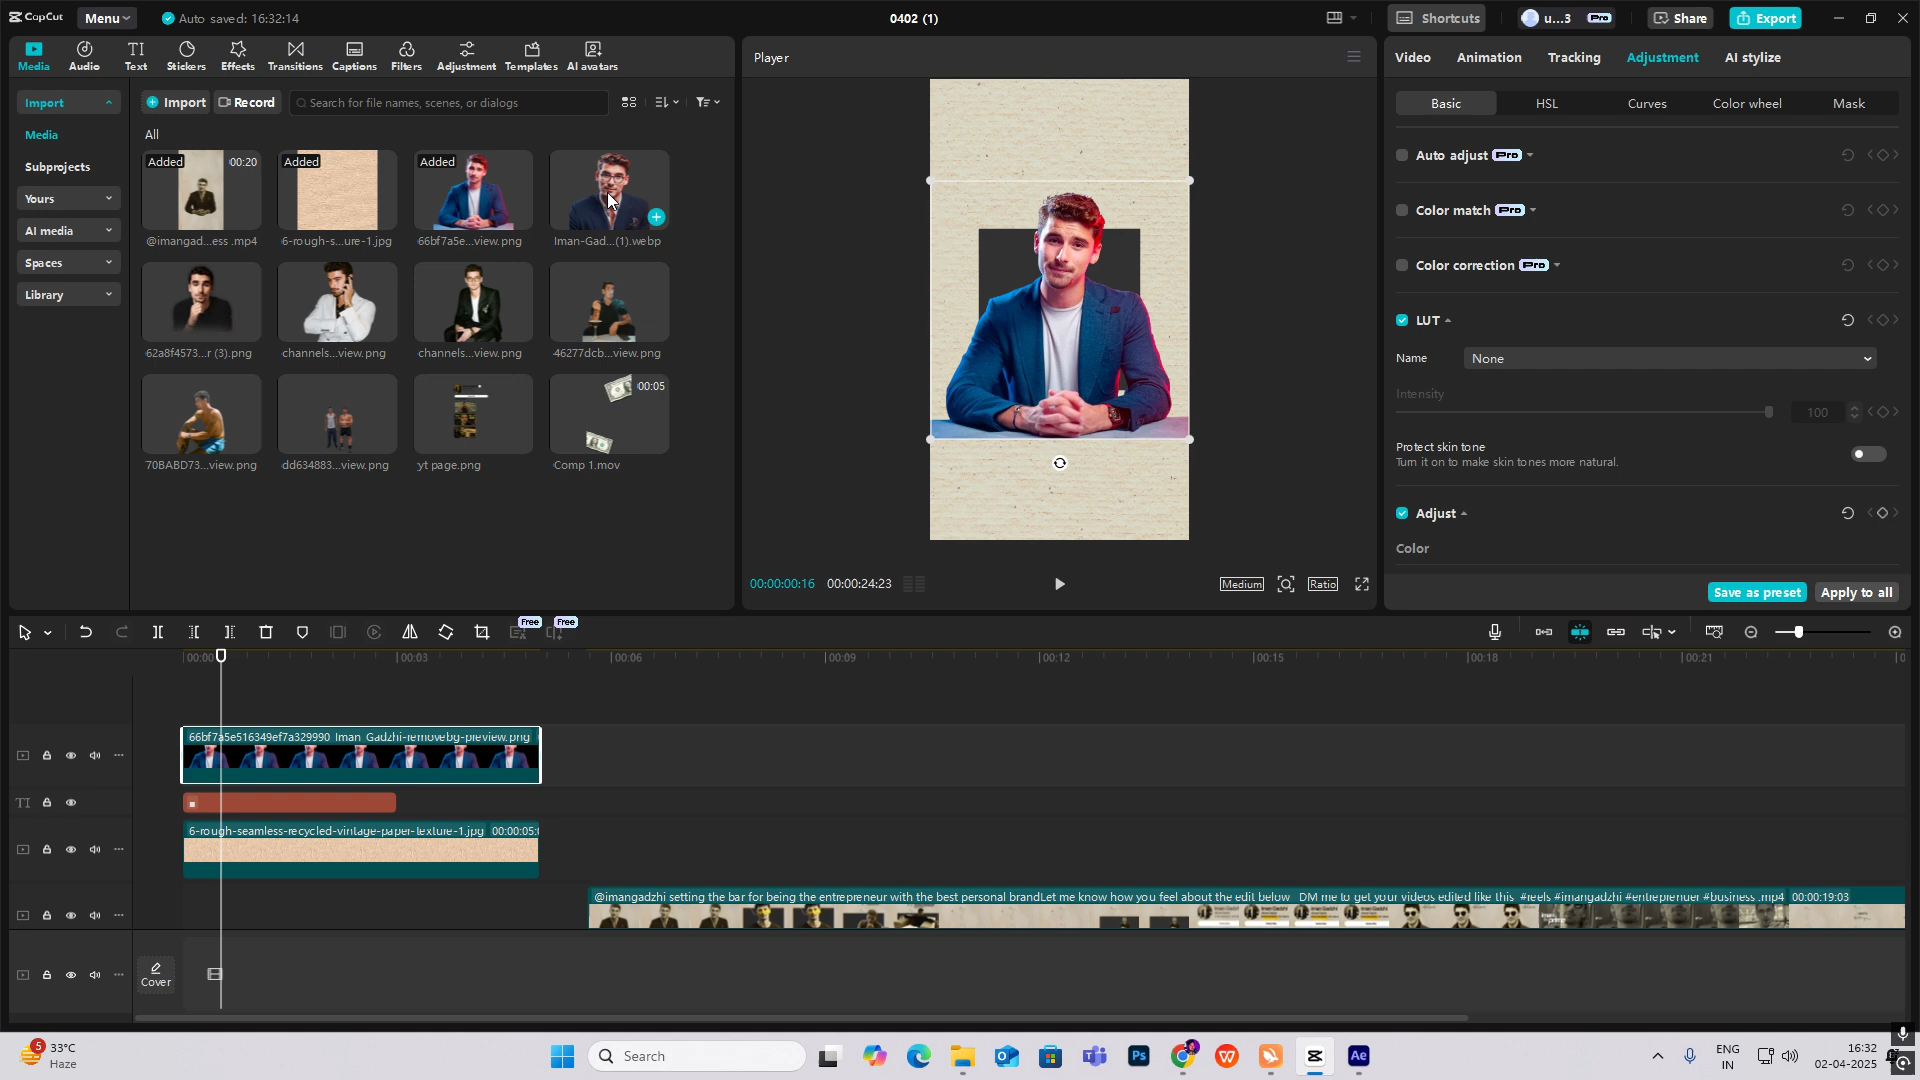 CapCut
Menu
Auto saved: 16:32:14
0402 (1)
Shortcuts
u...3
Pro
Share
Export
Media
Audio
Text
Stickers
Effects
Transitions
Captions
Filters
Adjustment
Templates
AI avatars
Import
Media
Subprojects
Yours
AI media
Spaces
Library
Import
Record
Search for file names, scenes, or dialogs
All
Added
00:20
Added
Added
@imangad...ess .mp4
6-rough-s...ure-1.jpg
66bf7a5e...view.png
Iman-Gad...(1).webp
62a8f4573...r (3).png
channels...view.png
channels...view.png
46277dcb...view.png
00:05
70BABD73...view.png
dd634883...view.png
yt page.png
Comp 1.mov
Player
00:00:00:16
00:00:24:23
Medium
Ratio
Video
Animation
Tracking
Adjustment
AI stylize
Basic
HSL
Curves
Color wheel
Mask
Auto adjust Pro
Color match Pro
Color correction Pro
LUT
Name
None
Intensity
100
Protect skin tone
Turn it on to make skin tones more natural.
Adjust
Color
Save as preset
Apply to all
Free
Free
00:00
00:03
00:06
00:09
00:12
00:15
00:18
00:21
66bf7a5e516349ef7a329990_Iman_Gadzhi-removebg-preview.png
TI
6-rough-seamless-recycled-vintage-paper-texture-1.jpg
@imangadzhi setting the bar for being the entrepreneur with the best personal brandLet me know how you feel about the edit below DM me to get your videos edited like this #reels #imangadzhi #entreprenuer #business .mp4 00:00:19:03
Cover
5
33°C
Haze
Search
Ps
Ae
ENG
IN
16:32
02-04-2025